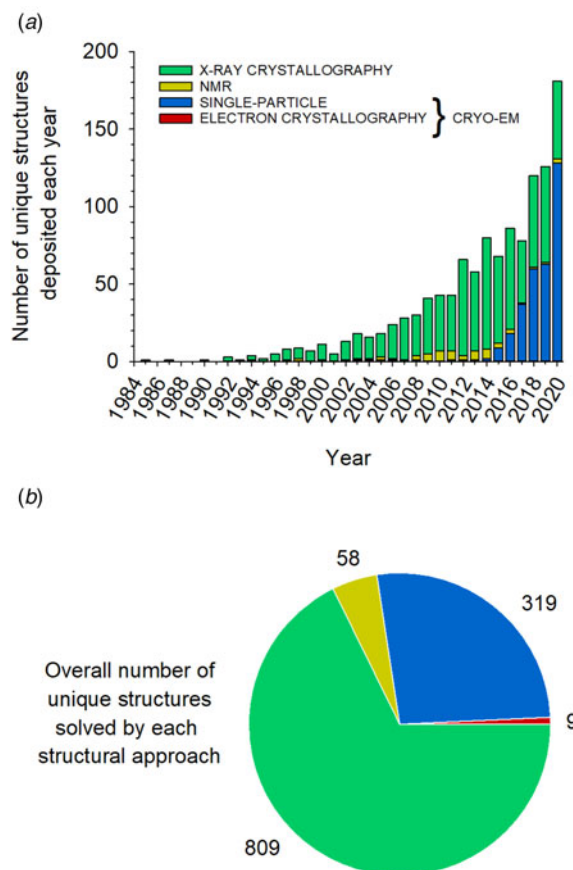 (a)
200
150
100
50
0
Number of unique structures
deposited each year
X-RAY CRYSTALLOGRAPHY
NMR
SINGLE-PARTICLE
ELECTRON CRYSTALLOGRAPHY } CRYO-EM
1984
1986
1988
1990
1992
1994
1996
1998
2000
2002
2004
2006
2008
2010
2012
2014
2016
2018
2020
Year
(b)
58
319
Overall number of
unique structures
solved by each
structural approach
9
809